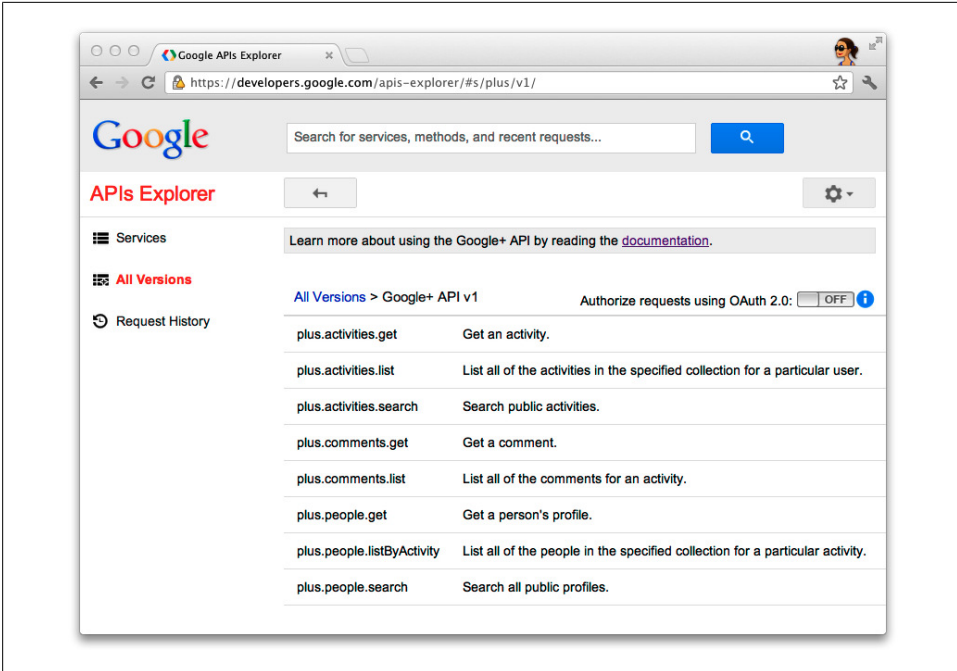 Google APIs Explorer
https://developers.google.com/apis-explorer/#s/plus/v1/
Google
Search for services, methods, and recent requests...
APIs Explorer
Services
All Versions
Request History
Learn more about using the Google+ API by reading the documentation.
All Versions > Google+ API v1
Authorize requests using OAuth 2.0: OFF i
plus.activities.get Get an activity.
plus.activities.list List all of the activities in the specified collection for a particular user.
plus.activities.search Search public activities.
plus.comments.get Get a comment.
plus.comments.list List all of the comments for an activity.
plus.people.get Get a person's profile.
plus.people.listByActivity List all of the people in the specified collection for a particular activity.
plus.people.search Search all public profiles.